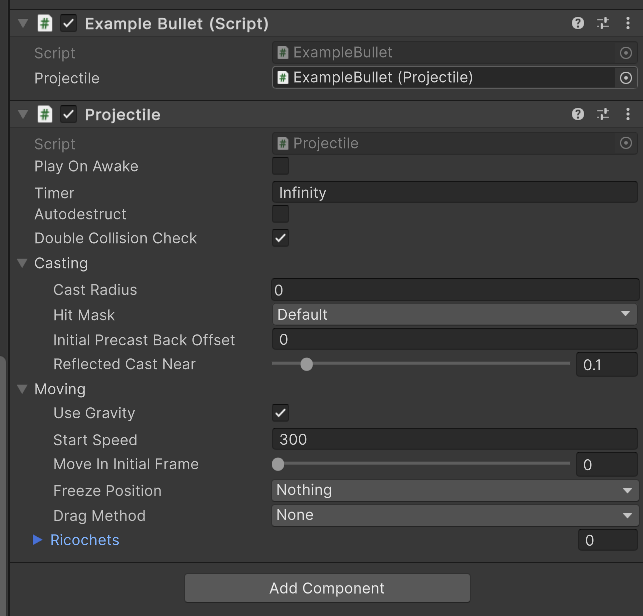 Example Bullet (Script)
Script ExampleBullet
Projectile ExampleBullet (Projectile)
Projectile
Script Projectile
Play On Awake
Timer Infinity
Autodestruct
Double Collision Check
Casting
Cast Radius 0
Hit Mask Default
Initial Precast Back Offset 0
Reflected Cast Near 0.1
Moving
Use Gravity
Start Speed 300
Move In Initial Frame 0
Freeze Position Nothing
Drag Method None
Ricochets 0
Add Component